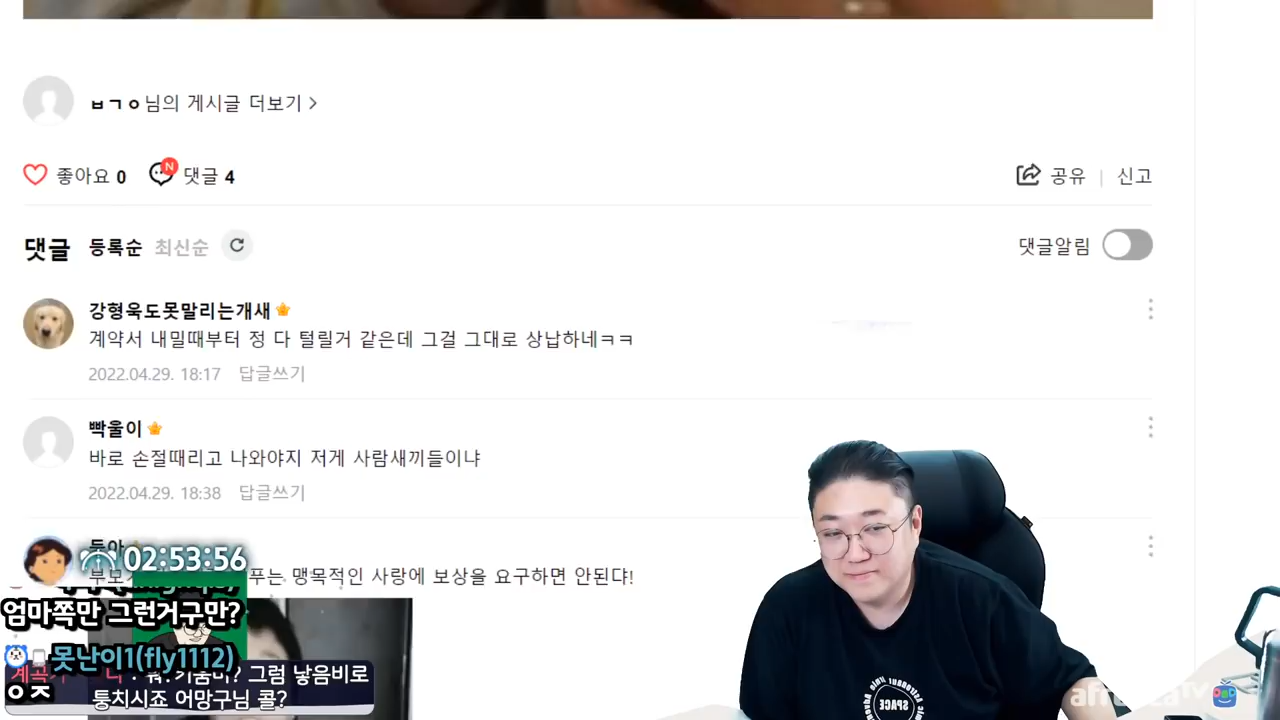 ㅂㄱㅇ님의 게시글 더보기 >
좋아요 0 댓글 4
공유 | 신고
댓글 등록순 최신순
댓글알림
강형욱도못말리는개새
계약서 내밀때부터 정 다 털릴거 같은데 그걸 그대로 상납하네ㅋㅋ
2022.04.29. 18:17 답글쓰기
빡울이
바로 손절때리고 나와야지 저게 사람새끼들이냐
2022.04.29. 18:38 답글쓰기
02:53:56
푸는 맹목적인 사랑에 보상을 요구하면 안된댜!
엄마쪽만 그런거구만?
못난이1(fly1112)
ㅇㅈ
그럼 낳음비로
퉁치시죠 어망구님 콜?
SPACE